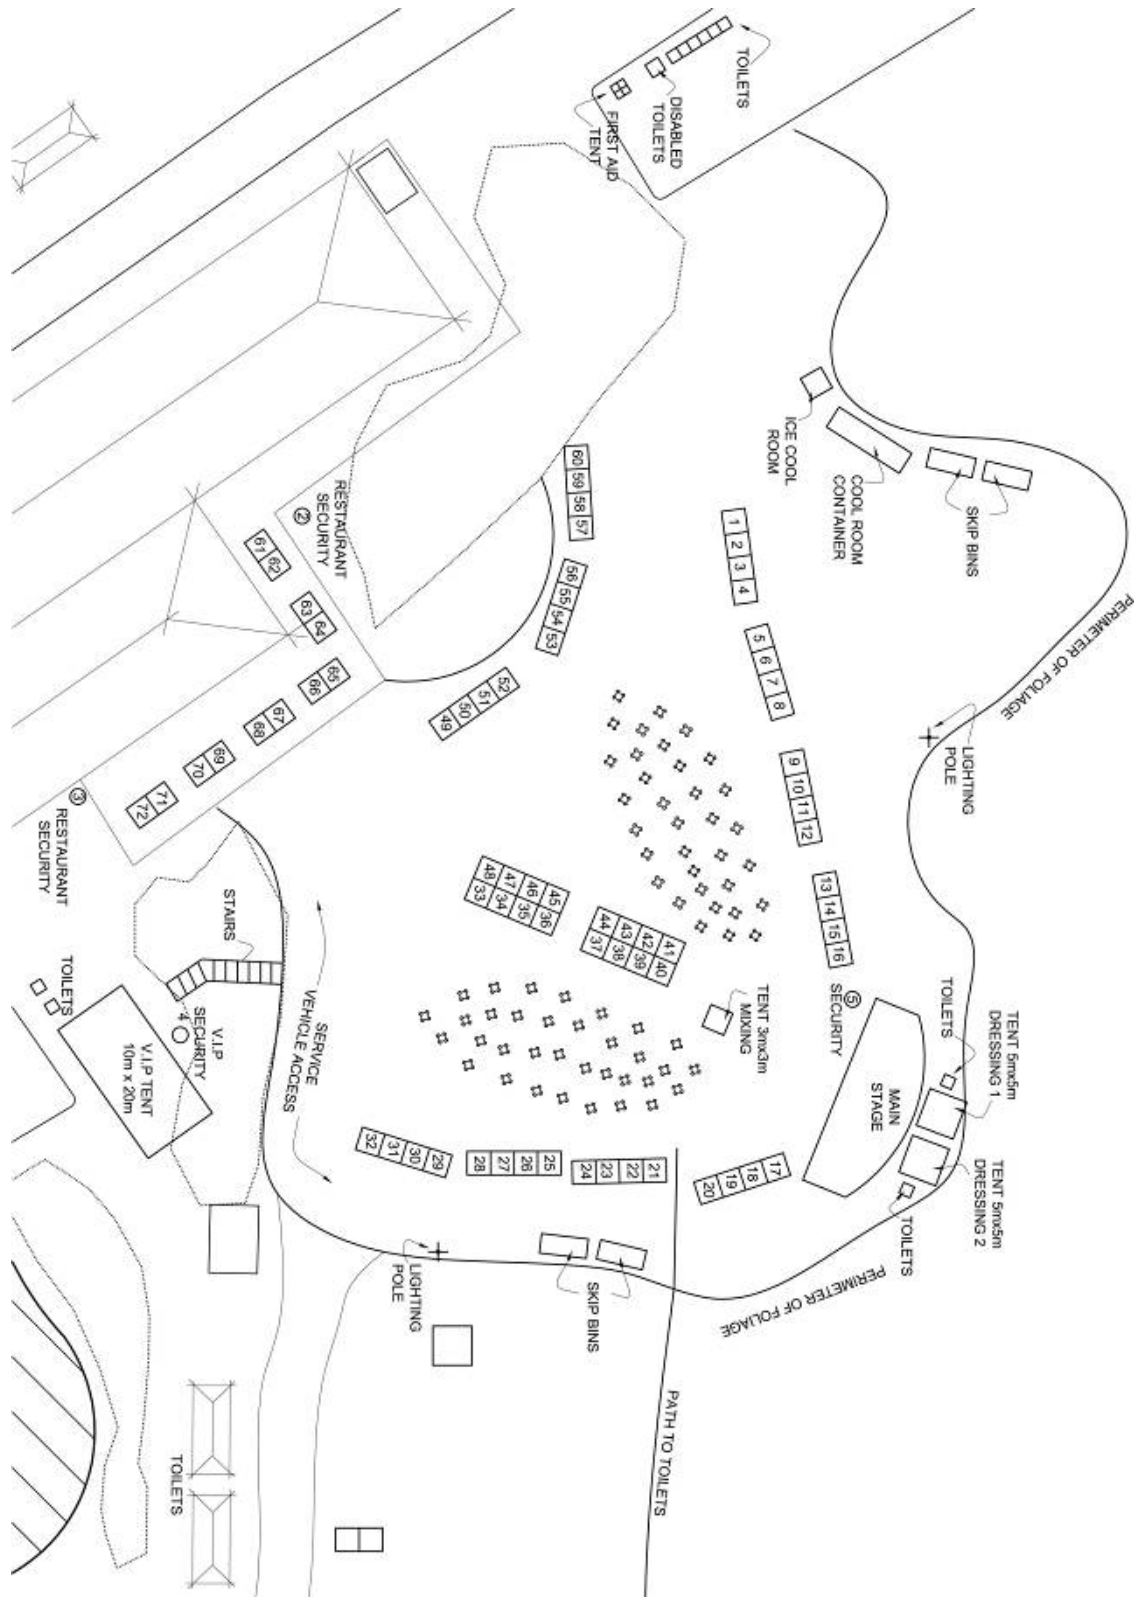 TOILETS
DISABLED
TOILETS
FIRST AID
TENT
ICE COOL
ROOM
COOL ROOM
CONTAINER
SKIP BINS
PERIMETER OF FOLIAGE
LIGHTING
POLE
60 59 58 57
56 55 54 53
52 51 50 49
1 2 3 4
5 6 7 8
9 10 11 12
13 14 15 16
RESTAURANT
SECURITY
2
61 62
63 64
65 66
67 68
69 70
71 72
3
RESTAURANT
SECURITY
45 46 47 48
36 35 34 33
41 42 43 44
40 39 38 37
TENT 3mx3m
MIXING
5
SECURITY
MAIN
STAGE
TOILETS
TENT 5mx5m
DRESSING 1
TENT 5mx5m
DRESSING 2
TOILETS
STAIRS
TOILETS
V.I.P
SECURITY
4
V.I.P TENT
10m x 20m
SERVICE
VEHICLE ACCESS
17 18 19 20
21 22 23 24
25 26 27 28
29 30 31 32
SKIP BINS
LIGHTING
POLE
PERIMETER OF FOLIAGE
PATH TO TOILETS
TOILETS